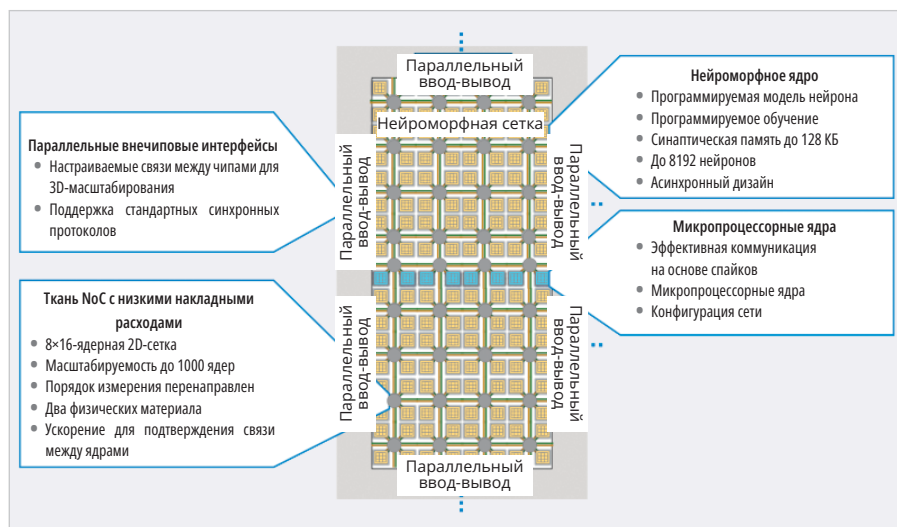 Параллельный
ввод-вывод
Нейроморфная сетка
Параллельные внечиповые интерфейсы
Настраиваемые связи между чипами для
3D-масштабирования
Поддержка стандартных синхронных
протоколов
Параллельный
ввод-вывод
Параллельный
ввод-вывод
Нейроморфное ядро
Программируемая модель нейрона
Программируемое обучение
Синаптическая память до 128 КБ
До 8192 нейронов
Асинхронный дизайн
Микропроцессорные ядра
Эффективная коммуникация
на основе спайков
Микропроцессорные ядра
Конфигурация сети
Ткань NoC с низкими накладными
расходами
8×16-ядерная 2D-сетка
Масштабируемость до 1000 ядер
Порядок измерения перенаправлен
Два физических материала
Ускорение для подтверждения связи
между ядрами
Параллельный
ввод-вывод
Параллельный
ввод-вывод
Параллельный
ввод-вывод